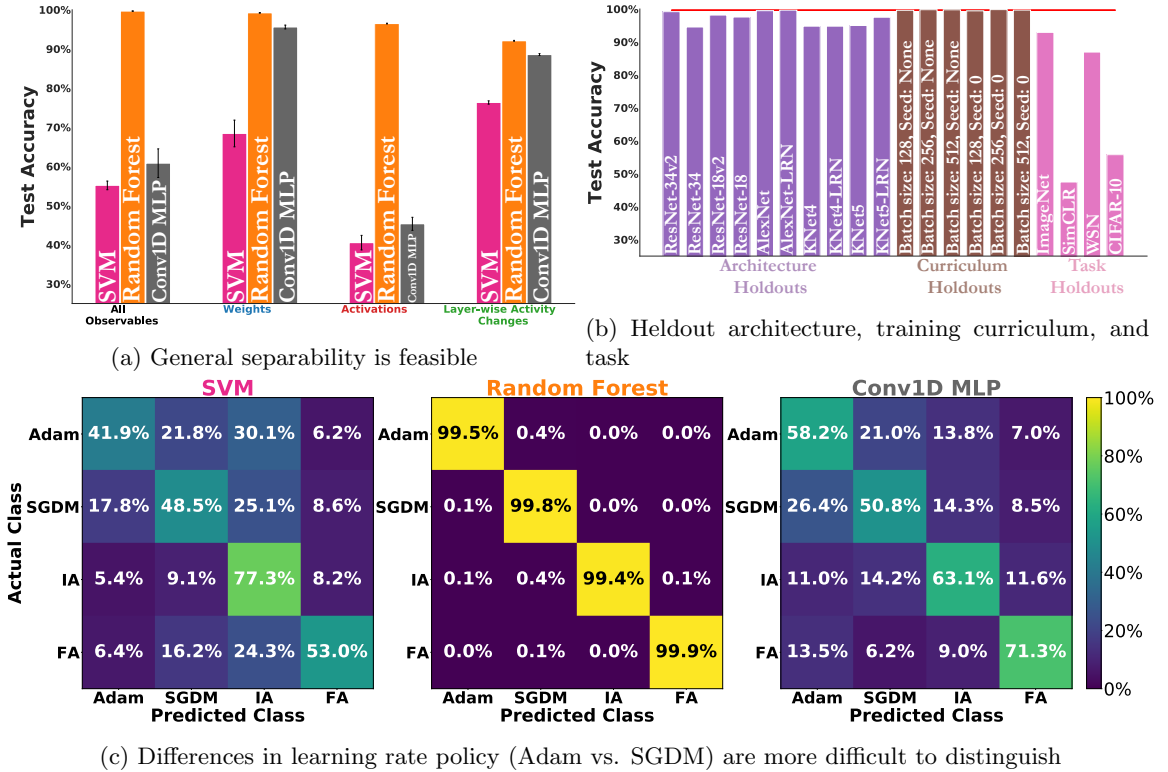 100%
90%
80%
70%
60%
50%
40%
30%
Test Accuracy
SVM
Random Forest
Conv1D MLP
SVM
Random Forest
Conv1D MLP
SVM
Random Forest
Conv1D MLP
SVM
Random Forest
Conv1D MLP
All
Observables
Weights
Activations
Layer-wise Activity
Changes
(a) General separability is feasible
100%
90%
80%
70%
60%
50%
40%
30%
Test Accuracy
ResNet-34v2
ResNet-34
ResNet-18v2
ResNet-18
AlexNet
AlexNet-LRN
KNet4
KNet4-LRN
KNet5
KNet5-LRN
Batch size: 128, Seed: None
Batch size: 256, Seed: None
Batch size: 512, Seed: None
Batch size: 128, Seed: 0
Batch size: 256, Seed: 0
Batch size: 512, Seed: 0
ImageNet
SimCLR
WSN
CIFAR-10
Architecture
Holdouts
Curriculum
Holdouts
Task
Holdouts
(b) Heldout architecture, training curriculum, and
task
SVM
Actual Class
Adam 41.9% 21.8% 30.1% 6.2%
SGDM 17.8% 48.5% 25.1% 8.6%
IA 5.4% 9.1% 77.3% 8.2%
FA 6.4% 16.2% 24.3% 53.0%
Adam SGDM IA FA
Predicted Class
Random Forest
Adam 99.5% 0.4% 0.0% 0.0%
SGDM 0.1% 99.8% 0.0% 0.0%
IA 0.1% 0.4% 99.4% 0.1%
FA 0.0% 0.1% 0.0% 99.9%
Adam SGDM IA FA
Predicted Class
Conv1D MLP
Adam 58.2% 21.0% 13.8% 7.0%
SGDM 26.4% 50.8% 14.3% 8.5%
IA 11.0% 14.2% 63.1% 11.6%
FA 13.5% 6.2% 9.0% 71.3%
Adam SGDM IA FA
Predicted Class
100%
80%
60%
40%
20%
0%
(c) Differences in learning rate policy (Adam vs. SGDM) are more difficult to distinguish